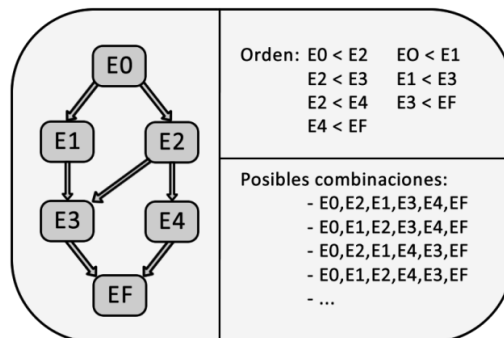 E0
E1 E2
E3 E4
EF
Orden: E0 < E2 EO < E1
E2 < E3 E1 < E3
E2 < E4 E3 < EF
E4 < EF
Posibles combinaciones:
- E0,E2,E1,E3,E4,EF
- E0,E1,E2,E3,E4,EF
- E0,E2,E1,E4,E3,EF
- E0,E1,E2,E4,E3,EF
- ...